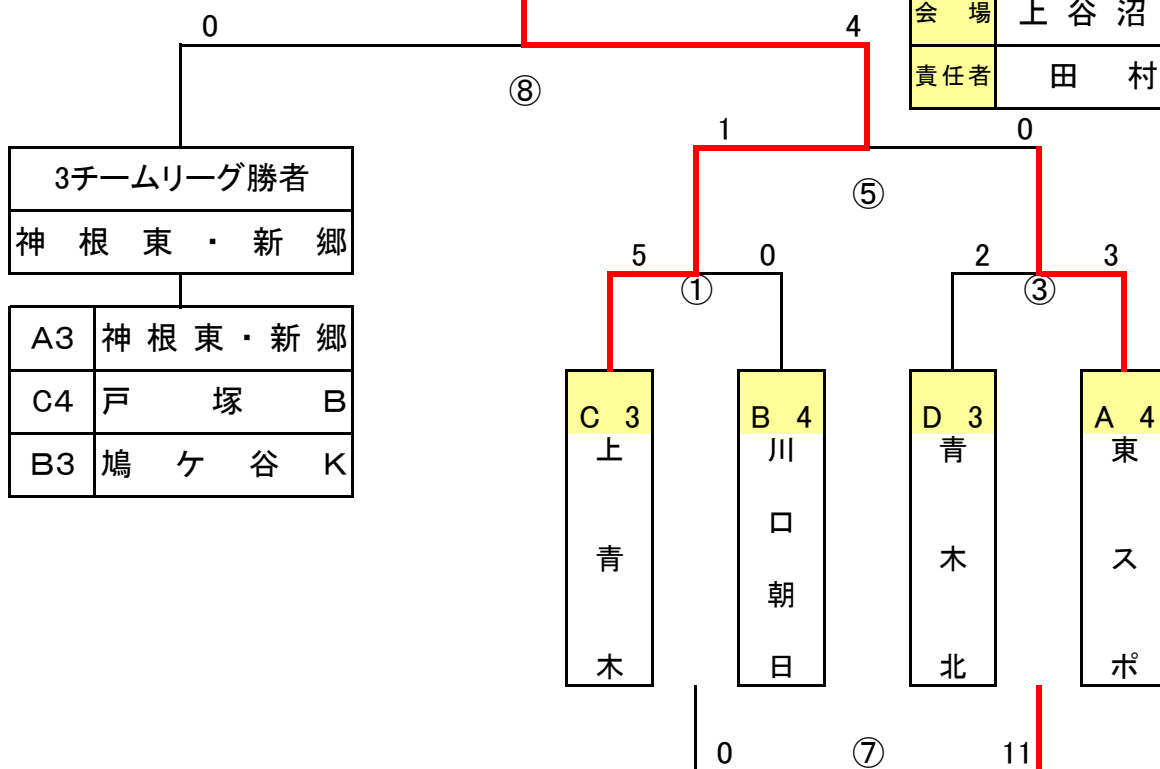 会場 上谷沼
0 4
責任者 田村
⑧
1 0
3チームリーグ勝者
⑤
神根東・新郷
5 0 2 3
① ③
A3 神根東・新郷
C4 戸塚B
B3 鳩ケ谷K
C 3 B 4 D 3 A 4
上青木
川口朝日
青木北
東スポ
0 ⑦ 11